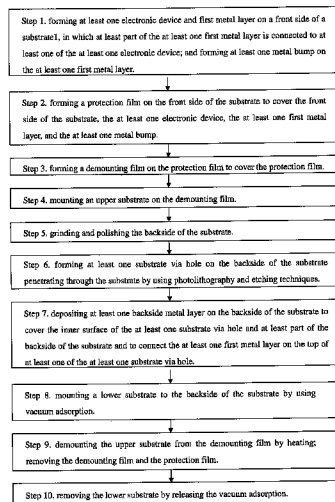 Step 1. forming at least one electronic device and first metal layer on a front side of a
substrate1, in which at least part of the at least one first metal layer is connected to at
least one of the at least one electronic device; and forming at least one metal bump on
the at least one first metal layer.
Step 2. forming a protection film on the front side of the substrate to cover the front
side of the substrate, the at least one electronic device, the at least one first metal
layer, and the at least one metal bump.
Step 3. forming a demounting film on the protection film to cover the protection film.
Step 4. mounting an upper substrate on the demounting film.
Step 5. grinding and polishing the backside of the substrate.
Step 6. forming at least one substrate via hole on the backside of the substrate
penetrating through the substrate by using photolithography and etching techniques.
Step 7. depositing at least one backside metal layer on the backside of the substrate to
cover the inner surface of the at least one substrate via hole and at least part of the
backside of the substrate and to connect the at least one first metal layer on the top of
at least one of the at least one substrate via hole.
Step 8. mounting a lower substrate to the backside of the substrate by using
vacuum adsorption.
Step 9. demounting the upper substrate from the demounting film by heating;
removing the demounting film and the protection film.
Step 10. removing the lower substrate by releasing the vacuum adsorption.